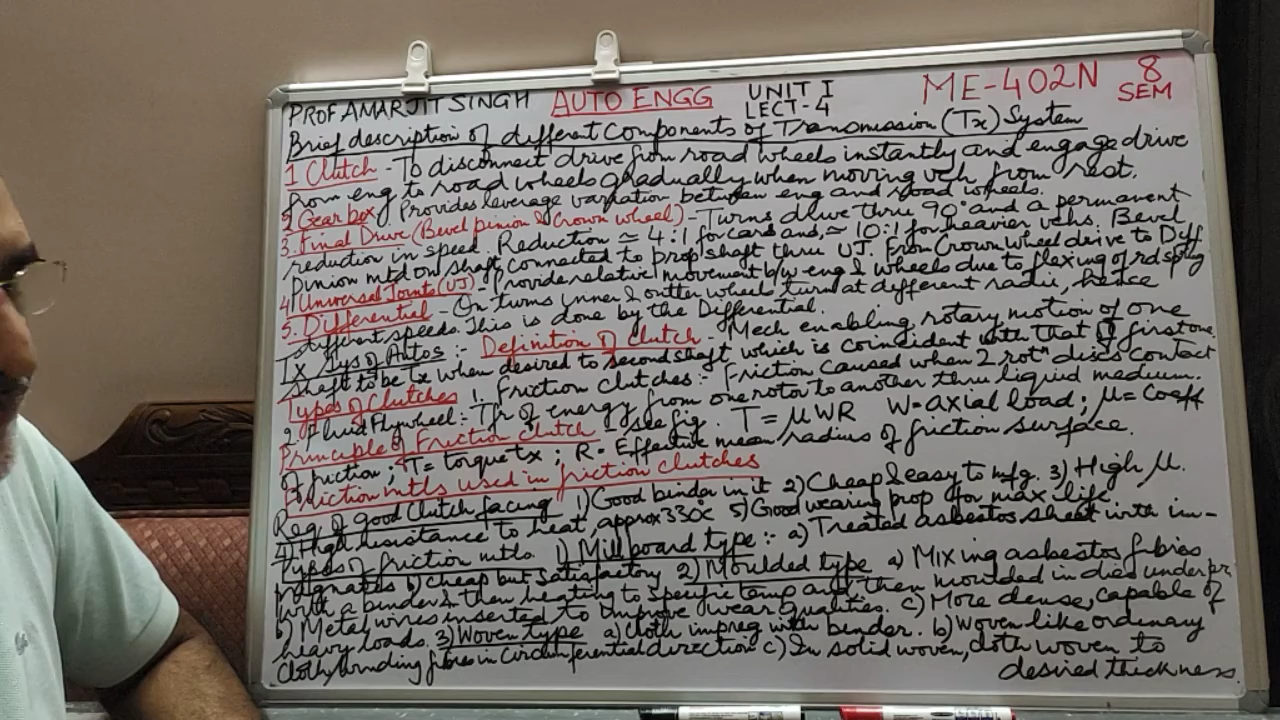 PROF AMARJIT SINGH AUTO ENGG UNIT I LECT-4 ME-402N 8 SEM
Brief description of different Components of Transmission (Tx) System
1 Clutch - To disconnect drive from road wheels instantly and engage drive
from eng to road wheels gradually when moving veh from rest.
2 Gear box Provides leverage variation between eng and road wheels.
3. Final Drive (Bevel pinion & Crown wheel) - Turns drive thru 90° and a permanent
reduction in speed. Reduction ≃ 4:1 for cars and, ≃ 10:1 for heavier vehs. Bevel
pinion mtd on shaft, connected to prop shaft thru UJ. From Crown wheel drive to Diff
4 Universal Joints (UJ) - Provide relative movement b/w eng & wheels due to flexing of rd spring
5. Differential - On turns inner & outter wheels turn at different radii, hence
different speeds. This is done by the Differential.
Tx Sys of Autos :- Definition of Clutch - Mech enabling rotary motion of one
shaft to be tx when desired to second shaft which is coincident with that of first one
Types of Clutches 1. Friction Clutches :- Friction caused when 2 rotn discs contact
2. Fluid Flywheel :- Tfr of energy from one rotor to another thru liquid medium.
Principle of Friction Clutch see fig. T = μWR W = axial load; μ = Coeff
of friction; T = torque tx; R = Effective mean radius of friction surface.
Friction mtls used in friction clutches
Req of good Clutch facing 1) Good binder in it 2) Cheap & easy to mfg. 3) High μ.
4) High resistance to heat, approx 330°c 5) Good wearing prop for max life.
Types of friction mtls 1) Mill board type :- a) Treated asbestos sheet with im-
pregnates b) cheap but satisfactory 2) Moulded type a) Mixing asbestos fibres
with a binder & then heating to specific temp and, then moulded in dies under pr
b) Metal wires inserted to improve wear qualities. c) More dense, capable of
heavy loads. 3) Woven type a) Cloth impreg with binder. b) Woven like ordinary
cloth, winding fibres in circumferential direction c) In solid woven, cloth woven to
desired thickness.